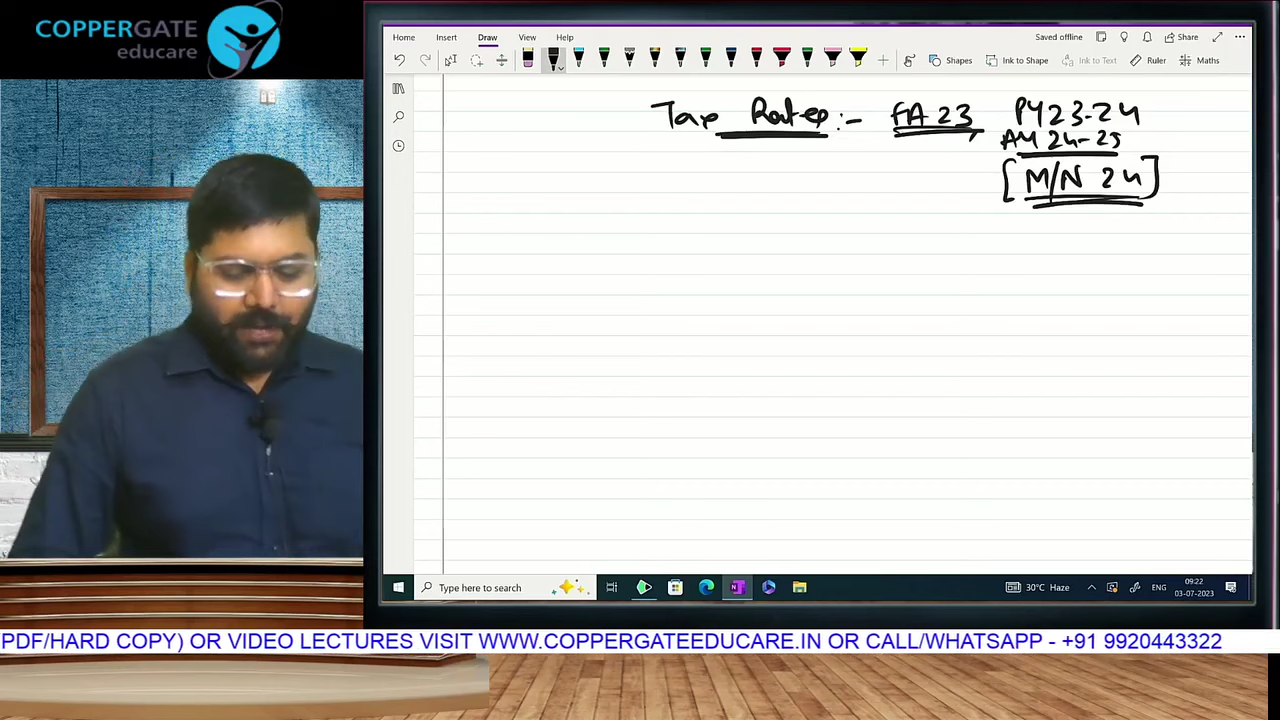 COPPERGATE
educare
Home Insert Draw View Help
Saved offline Share
Shapes Ink to Shape Ink to Text Ruler Maths
Tax Rates :- FA 23 PY23-24
AY 24-25
[M/N 24]
Type here to search
30°C Haze ENG 09:22 03-07-2023
(PDF/HARD COPY) OR VIDEO LECTURES VISIT WWW.COPPERGATEEDUCARE.IN OR CALL/WHATSAPP - +91 9920443322